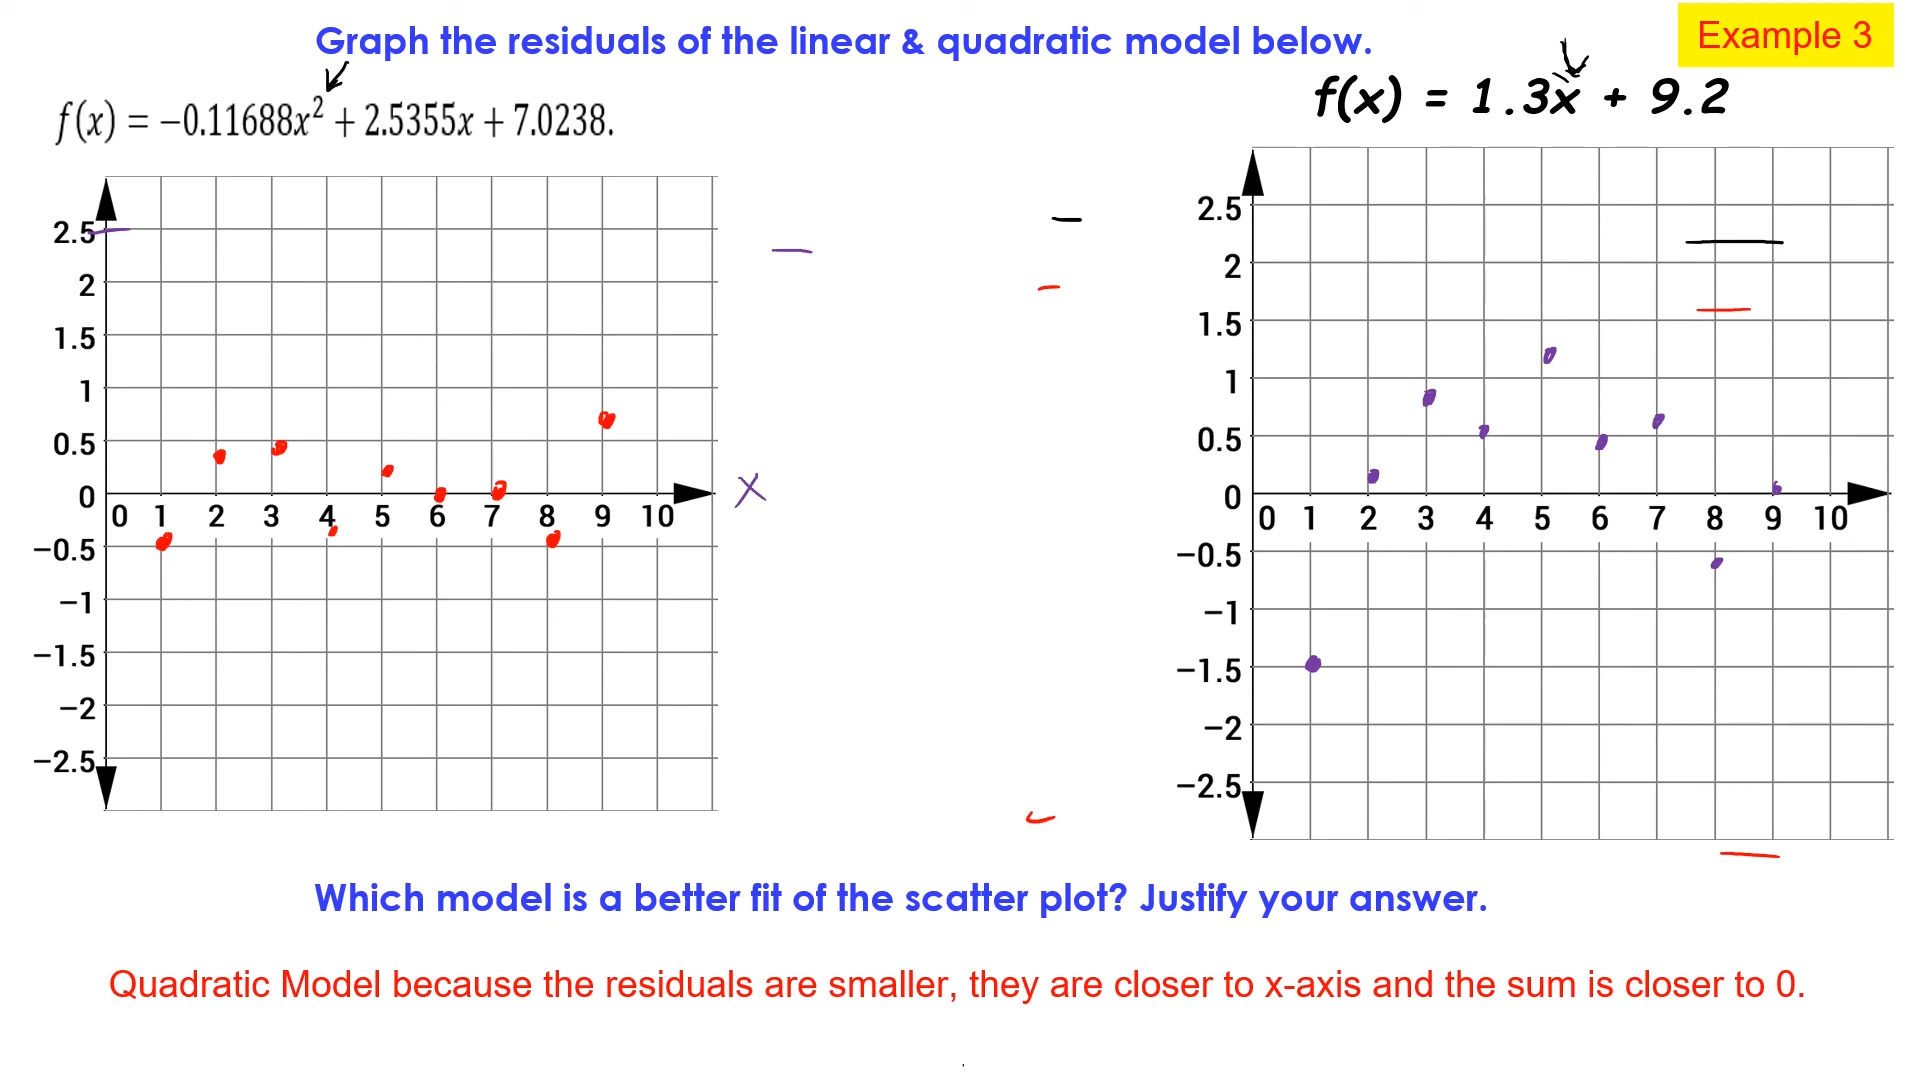 Graph the residuals of the linear & quadratic model below.
Example 3
f(x) = −0.11688x² + 2.5355x + 7.0238.
f(x) = 1.3x + 9.2
2.5
2
1.5
1
0.5
0
0 1 2 3 4 5 6 7 8 9 10
−0.5
−1
−1.5
−2
−2.5
X
2.5
2
1.5
1
0.5
0
0 1 2 3 4 5 6 7 8 9 10
−0.5
−1
−1.5
−2
−2.5
Which model is a better fit of the scatter plot? Justify your answer.
Quadratic Model because the residuals are smaller, they are closer to x-axis and the sum is closer to 0.